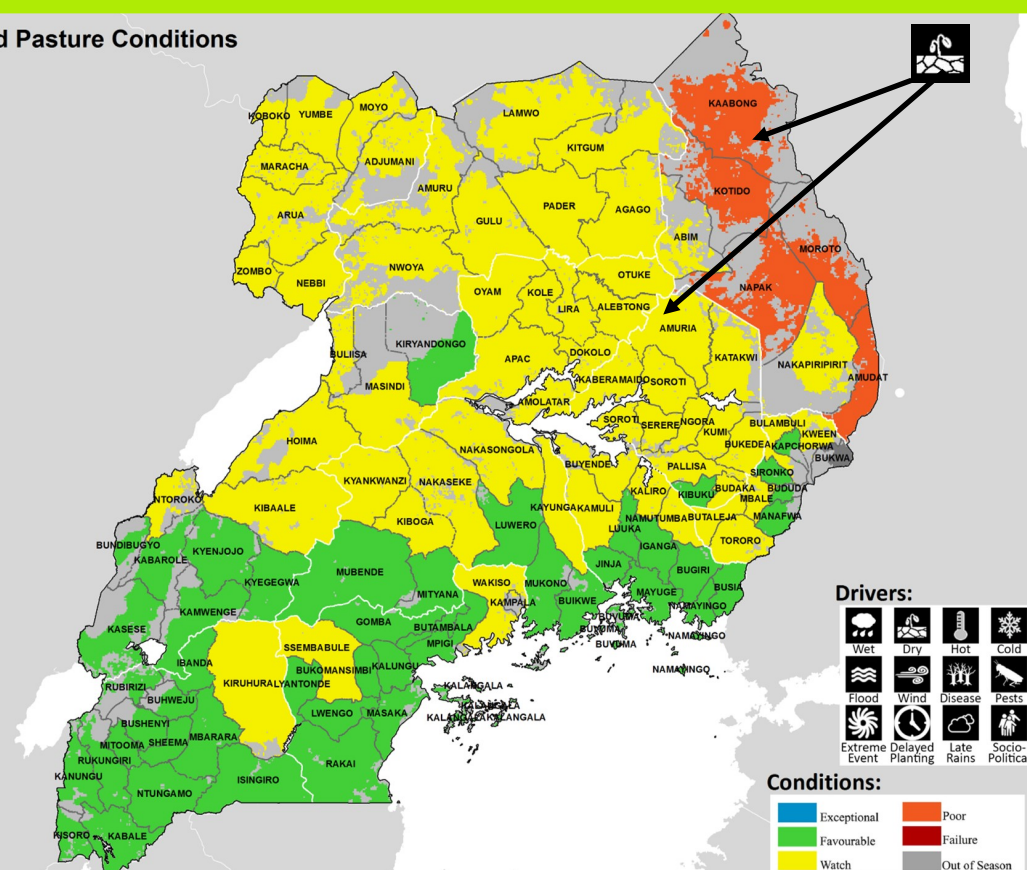 d Pasture Conditions
KAABONG
KOBOKO
YUMBE
MOYO
LAMWO
KITGUM
MARACHA
ADJUMANI
AMURU
KOTIDO
ARUA
GULU
PADER
AGAGO
ABIM
MOROTO
ZOMBO
NEBBI
NWOYA
OYAM
KOLE
OTUKE
NAPAK
LIRA
ALEBTONG
AMURIA
BULIISA
KIRYANDONGO
APAC
DOKOLO
KATAKWI
NAKAPIRIPIRIT
AMUDAT
MASINDI
KABERAMAIDO
SOROTI
AMOLATAR
HOIMA
SOROTI
SERERE
NGORA
KUMI
BULAMBULI
KWEEN
BUKEDEA
KAPCHORWA
BUKWA
NAKASONGOLA
BUYENDE
PALLISA
SIRONKO
KYANKWANZI
NAKASEKE
KALIRO
KIBUKU
BUDAKA
BUDUDA
MBALE
NTOROKO
KIBAALE
KIBOGA
LUWERO
KAYUNGA
KAMULI
NAMUTUMBA
BUTALEJA
MANAFWA
LUUKA
TORORO
BUNDIBUGYO
KABAROLE
KYENJOJO
IGANGA
KYEGEGWA
MUBENDE
MITYANA
WAKISO
MUKONO
JINJA
BUGIRI
BUSIA
KAMPALA
BUIKWE
MAYUGE
NAMAYINGO
KAMWENGE
KASESE
GOMBA
BUTAMBALA
MPIGI
BUVUMA
BUVUMA
BUVUMA
NAMAYINGO
NAMAYINGO
IBANDA
SSEMBABULE
BUKOMANSIMBI
KALUNGU
KIRUHURA
LYANTONDE
RUBIRIZI
BUHWEJU
LWENGO
MASAKA
KALANGALA
KALANGALA
KALANGALA
KALANGALA
BUSHENYI
MITOOMA
SHEEMA
MBARARA
RUKUNGIRI
KANUNGU
ISINGIRO
RAKAI
NTUNGAMO
KISORO
KABALE
Drivers:
Wet Dry Hot Cold
Flood Wind Disease Pests
Extreme Event Delayed Planting Late Rains Socio-Politica
Conditions:
Exceptional Poor
Favourable Failure
Watch Out of Season